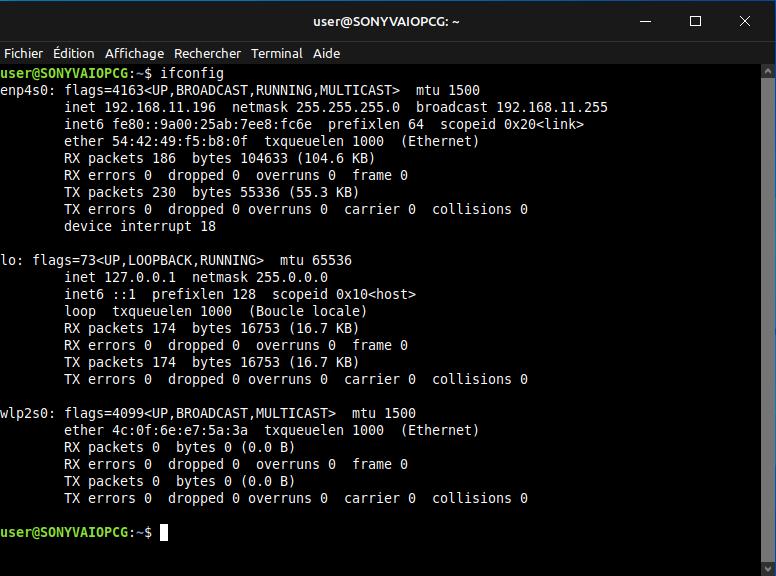 user@SONYVAIOPCG: ~
Fichier Édition Affichage Rechercher Terminal Aide
user@SONYVAIOPCG:~$ ifconfig
enp4s0: flags=4163<UP,BROADCAST,RUNNING,MULTICAST>  mtu 1500
        inet 192.168.11.196  netmask 255.255.255.0  broadcast 192.168.11.255
        inet6 fe80::9a00:25ab:7ee8:fc6e  prefixlen 64  scopeid 0x20<link>
        ether 54:42:49:f5:b8:0f  txqueuelen 1000  (Ethernet)
        RX packets 186  bytes 104633 (104.6 KB)
        RX errors 0  dropped 0  overruns 0  frame 0
        TX packets 230  bytes 55336 (55.3 KB)
        TX errors 0  dropped 0 overruns 0  carrier 0  collisions 0
        device interrupt 18

lo: flags=73<UP,LOOPBACK,RUNNING>  mtu 65536
        inet 127.0.0.1  netmask 255.0.0.0
        inet6 ::1  prefixlen 128  scopeid 0x10<host>
        loop  txqueuelen 1000  (Boucle locale)
        RX packets 174  bytes 16753 (16.7 KB)
        RX errors 0  dropped 0  overruns 0  frame 0
        TX packets 174  bytes 16753 (16.7 KB)
        TX errors 0  dropped 0 overruns 0  carrier 0  collisions 0

wlp2s0: flags=4099<UP,BROADCAST,MULTICAST>  mtu 1500
        ether 4c:0f:6e:e7:5a:3a  txqueuelen 1000  (Ethernet)
        RX packets 0  bytes 0 (0.0 B)
        RX errors 0  dropped 0  overruns 0  frame 0
        TX packets 0  bytes 0 (0.0 B)
        TX errors 0  dropped 0 overruns 0  carrier 0  collisions 0

user@SONYVAIOPCG:~$